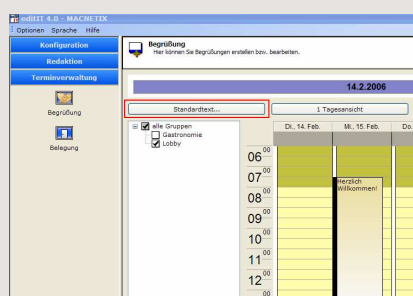 editIT 4.0 - MACNETIX
Optionen Sprache Hilfe
Konfiguration
Redaktion
Terminverwaltung
Begrüßung
Belegung
Begrüßung
Hier können Sie Begrüßungen erstellen bzw. bearbeiten.
14.2.2006
Standardtext...
1 Tagesansicht
alle Gruppen
Gastronomie
Lobby
Di., 14. Feb. Mi., 15. Feb. Do.
06 00
07 00
Herzlich
Willkommen!
08 00
09 00
10 00
11 00
12 00
00